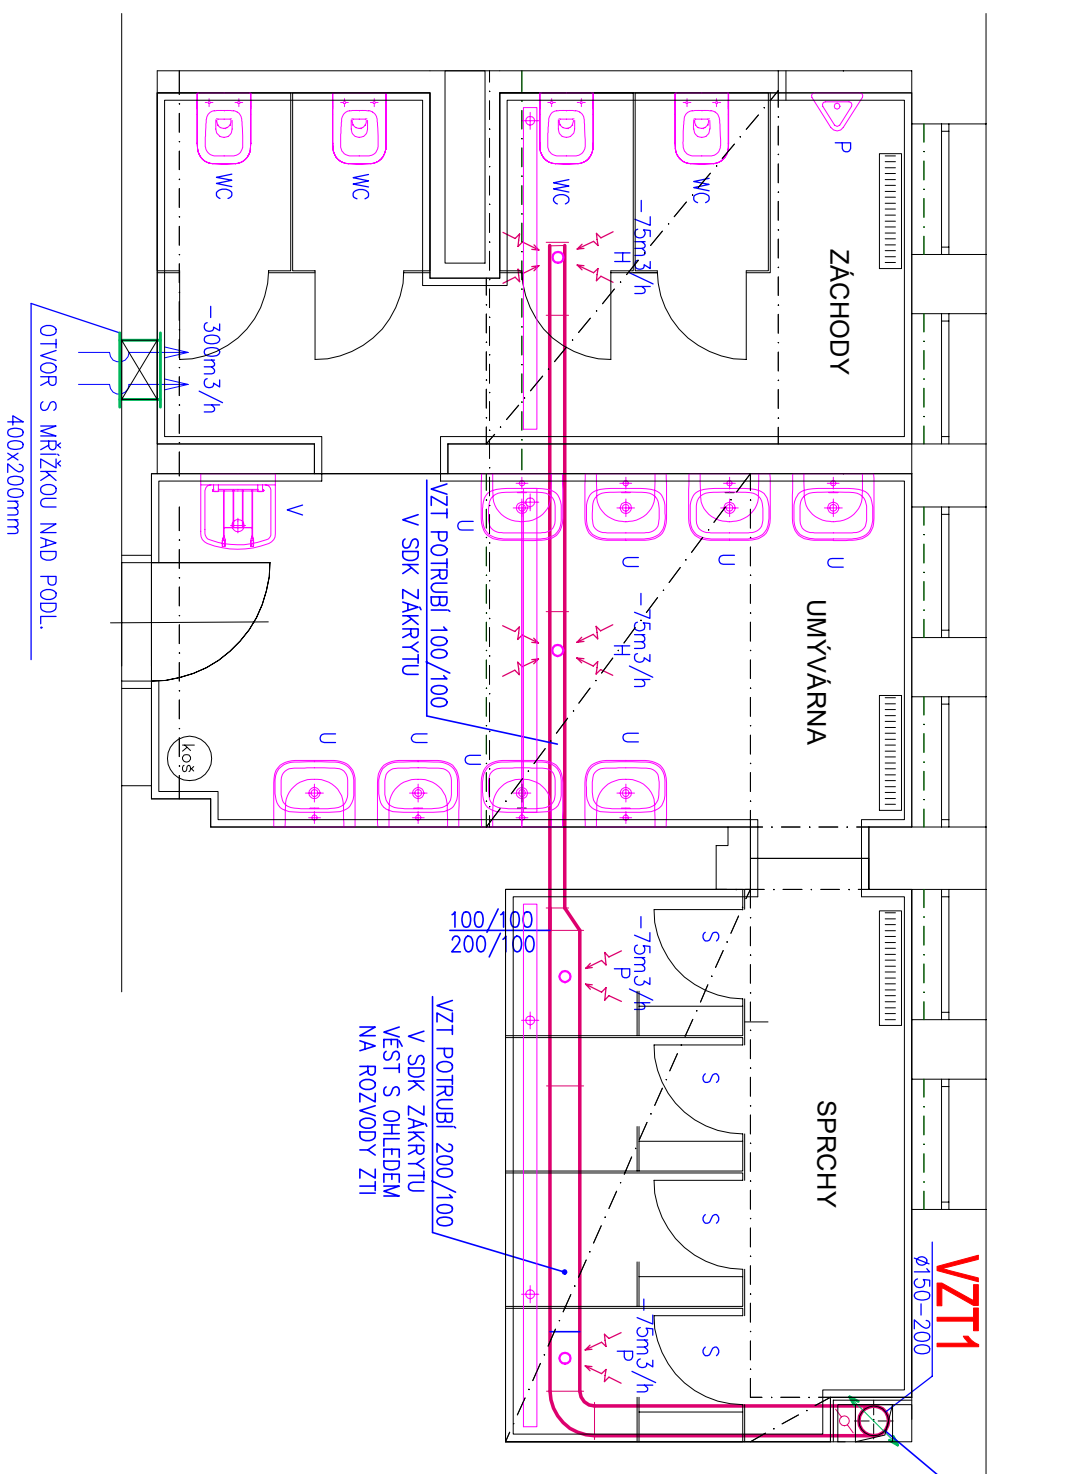 ZÁCHODY
UMÝVÁRNA
SPRCHY
VZT1
ø150-200
P
WC
WC
WC
WC
-75m3/h
H
-300m3/h
OTVOR S MŘÍŽKOU NAD PODL.
400x200mm
V
U
U
U
U
-75m3/h
H
VZT POTRUBÍ 100/100
V SDK ZÁKRYTU
koš
U
U
U
U
100/100
200/100
-75m3/h
P
S
S
S
S
VZT POTRUBÍ 200/100
V SDK ZÁKRYTU
VÉST S OHLEDEM
NA ROZVODY ZTI
-75m3/h
P